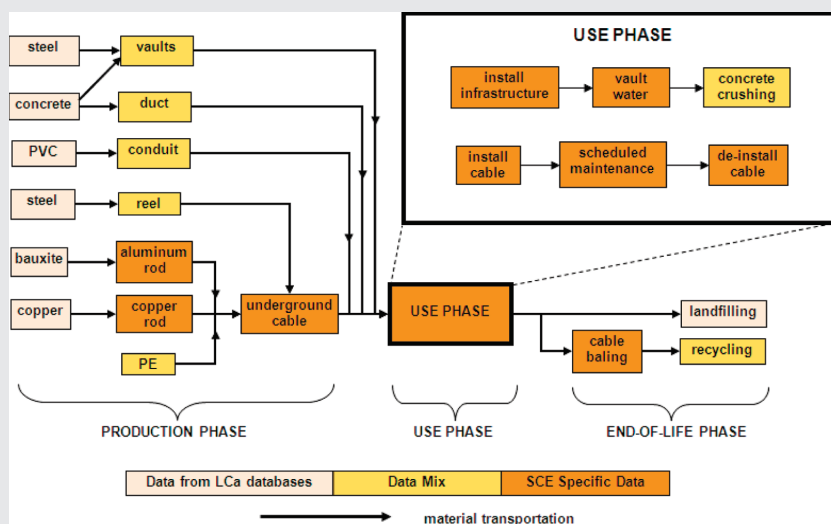 USE PHASE
install
infrastructure
vault
water
concrete
crushing
install
cable
scheduled
maintenance
de-install
cable
steel
vaults
concrete
duct
PVC
conduit
steel
reel
bauxite
aluminum
rod
copper
copper
rod
PE
underground
cable
USE PHASE
landfilling
cable
baling
recycling
PRODUCTION PHASE
USE PHASE
END-OF-LIFE PHASE
Data from LCa databases
Data Mix
SCE Specific Data
material transportation